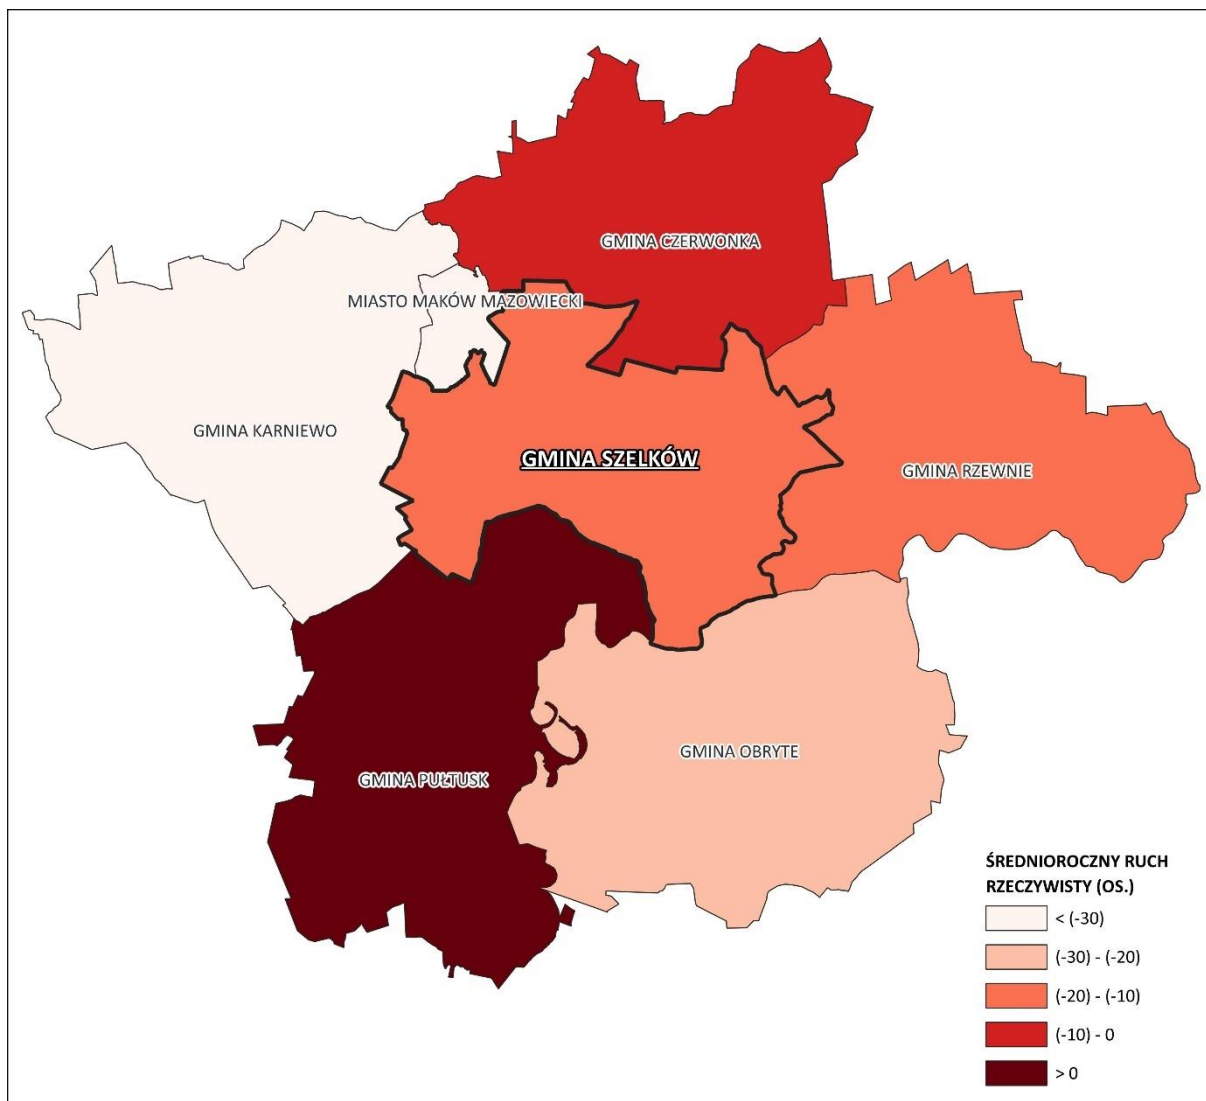 GMINA CZERWONKA
MIASTO MAKÓW MAZOWIECKI
GMINA KARNIEWO
GMINA SZELKÓW
GMINA RZEWNIE
GMINA OBRYTE
GMINA PUŁTUSK
ŚREDNIOROCZNY RUCH
RZECZYWISTY (OS.)
< (-30)
(-30) - (-20)
(-20) - (-10)
(-10) - 0
> 0